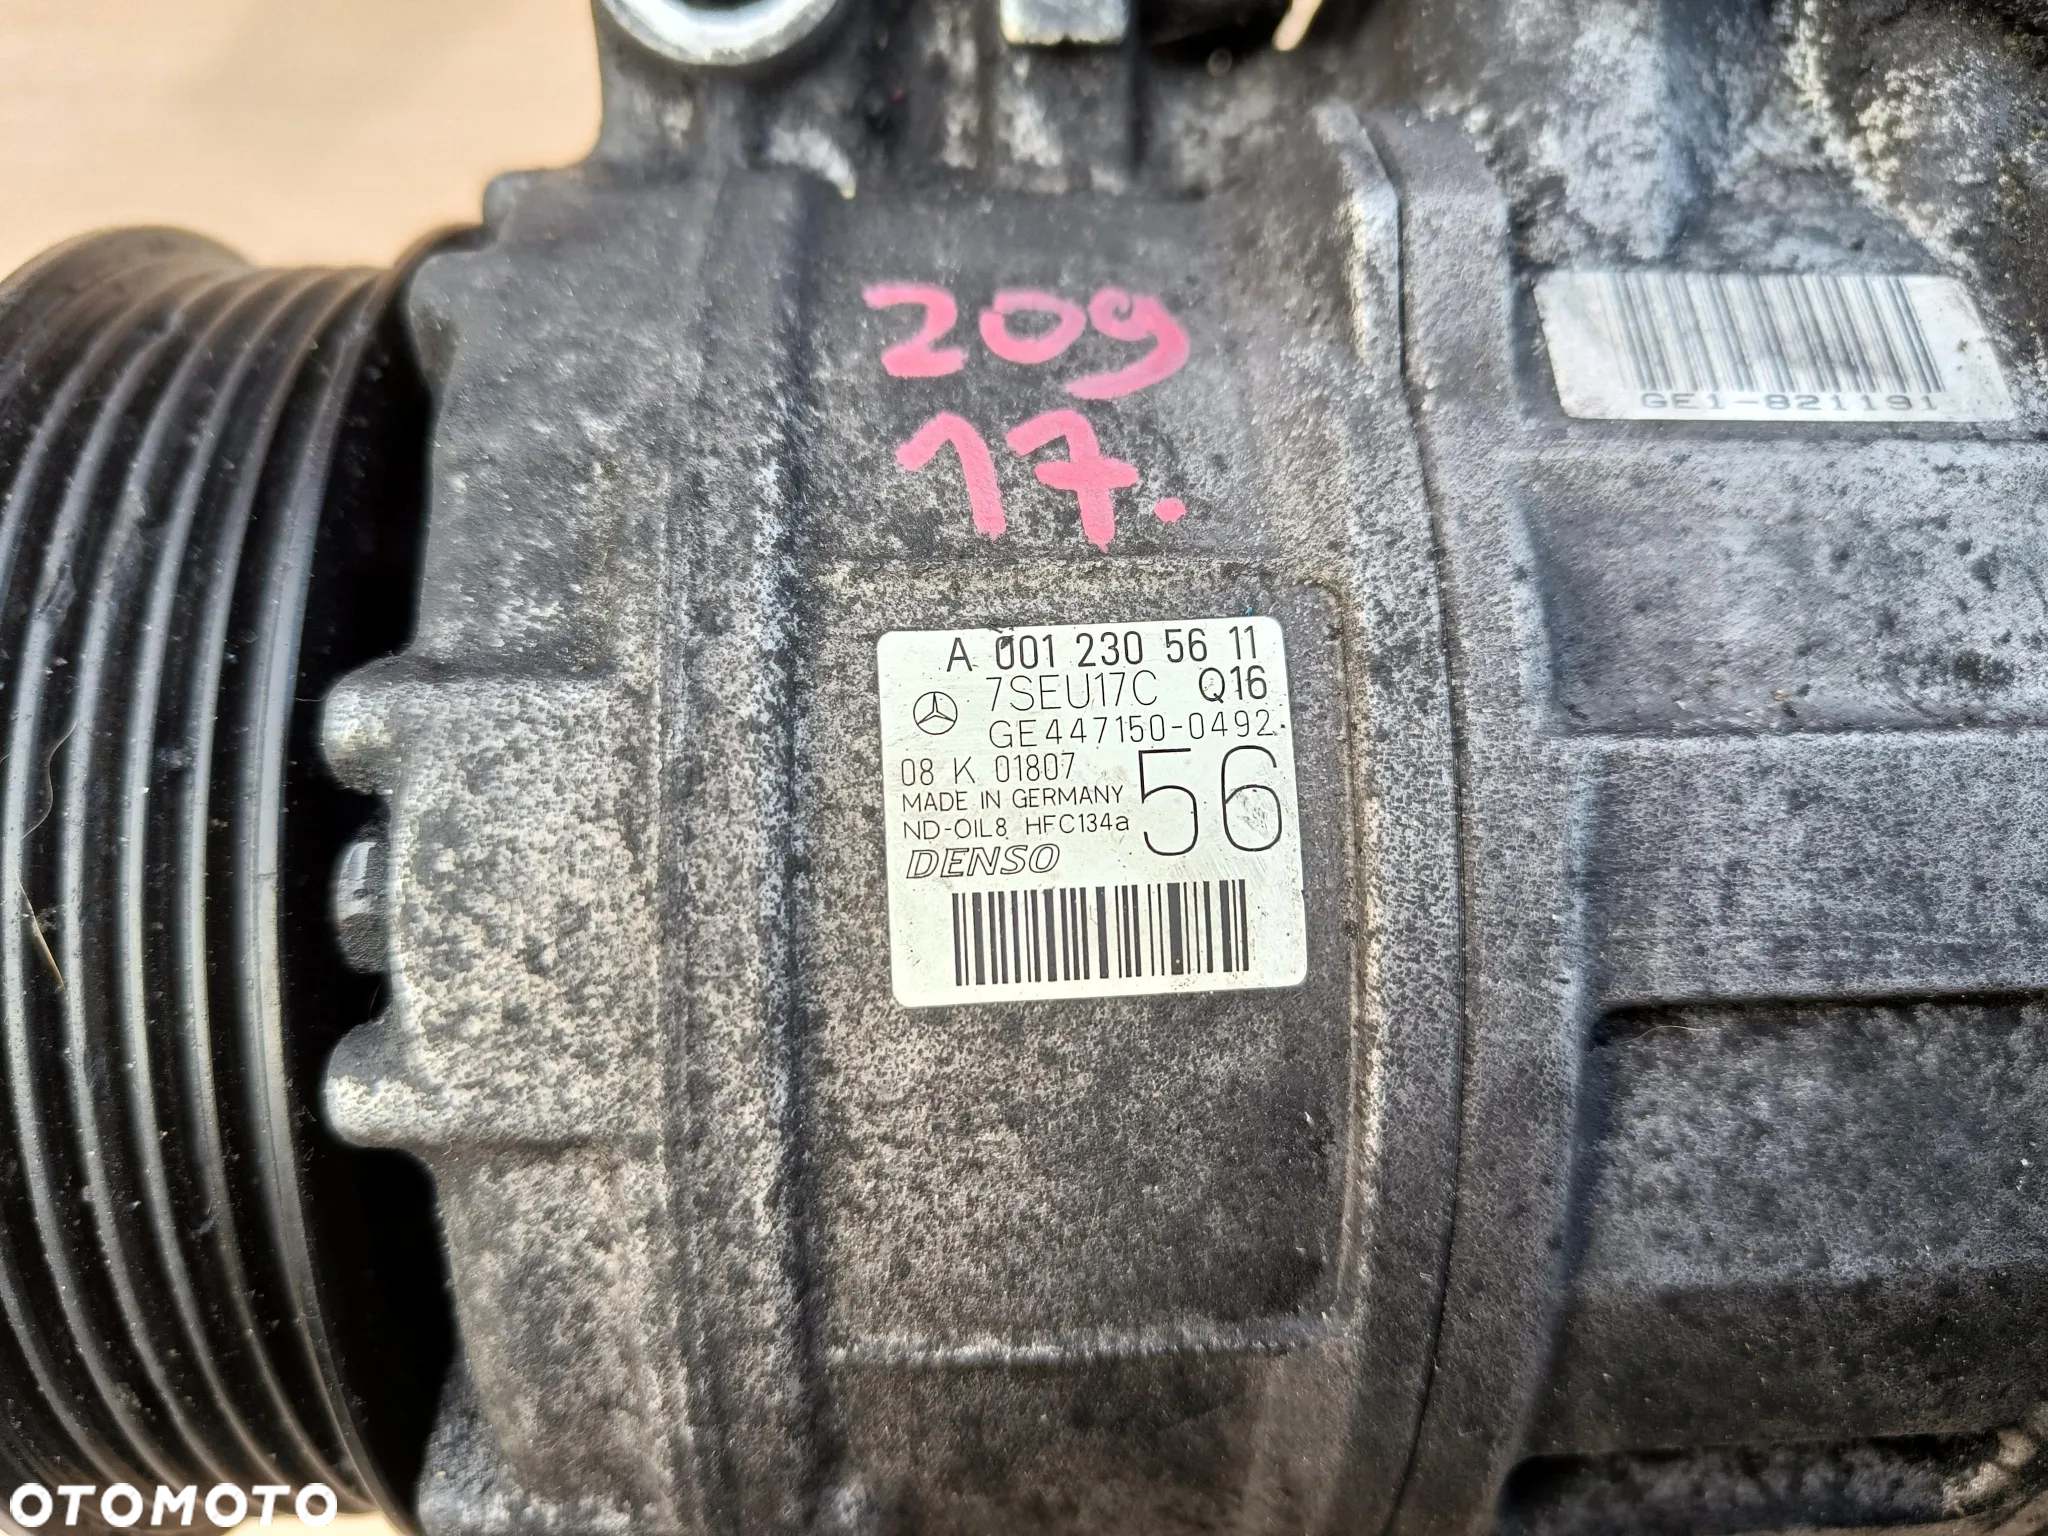 209
17.
GE1-821191
A 001 230 56 11
7SEU17C Q16
GE447150-0492
08 K 01807
56
MADE IN GERMANY
ND-OIL8 HFC134a
DENSO
OTOMOTO